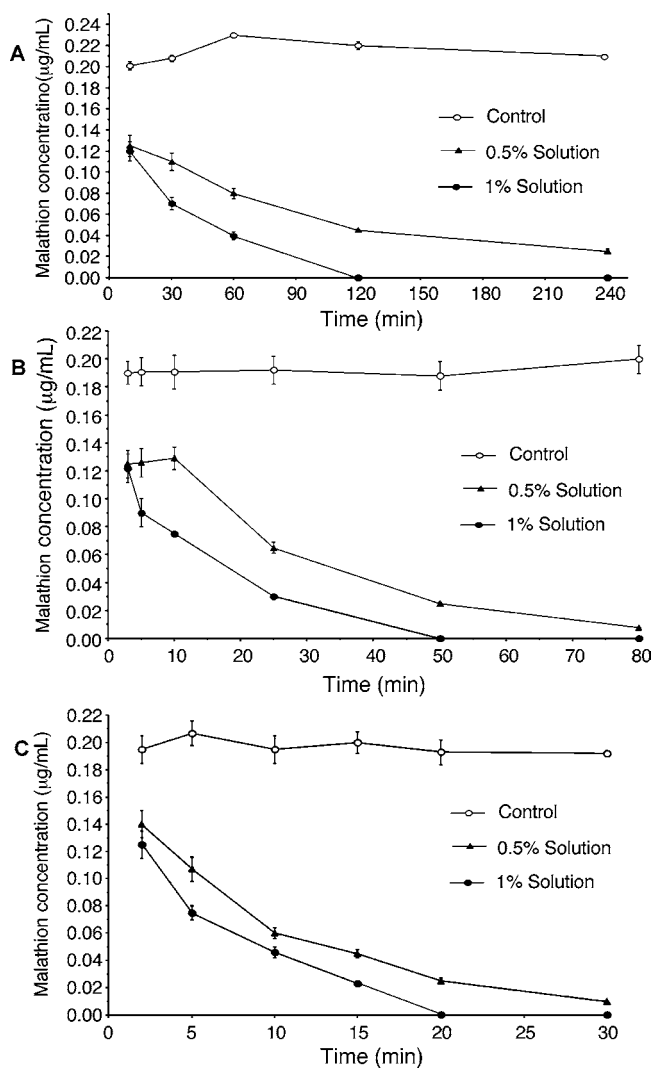 A
Malathion concentratino(μg/mL)
0.24
0.22
0.20
0.18
0.16
0.14
0.12
0.10
0.08
0.06
0.04
0.02
0.00
Control
0.5% Solution
1% Solution
0 30 60 90 120 150 180 210 240
Time (min)
B
Malathion concentration (μg/mL)
0.22
0.20
0.18
0.16
0.14
0.12
0.10
0.08
0.06
0.04
0.02
0.00
Control
0.5% Solution
1% Solution
0 10 20 30 40 50 60 70 80
Time (min)
C
Malathion concentration (μg/mL)
0.22
0.20
0.18
0.16
0.14
0.12
0.10
0.08
0.06
0.04
0.02
0.00
Control
0.5% Solution
1% Solution
0 5 10 15 20 25 30
Time (min)